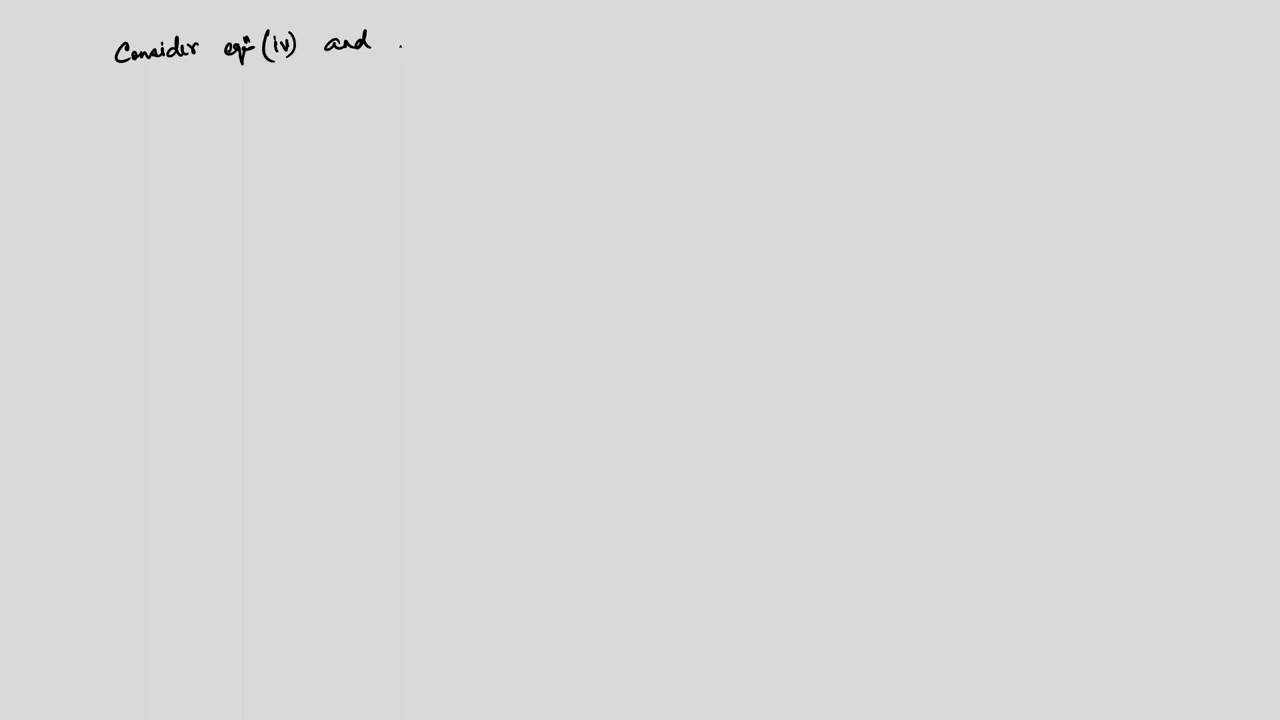 Consider eqⁿ (iv) and .